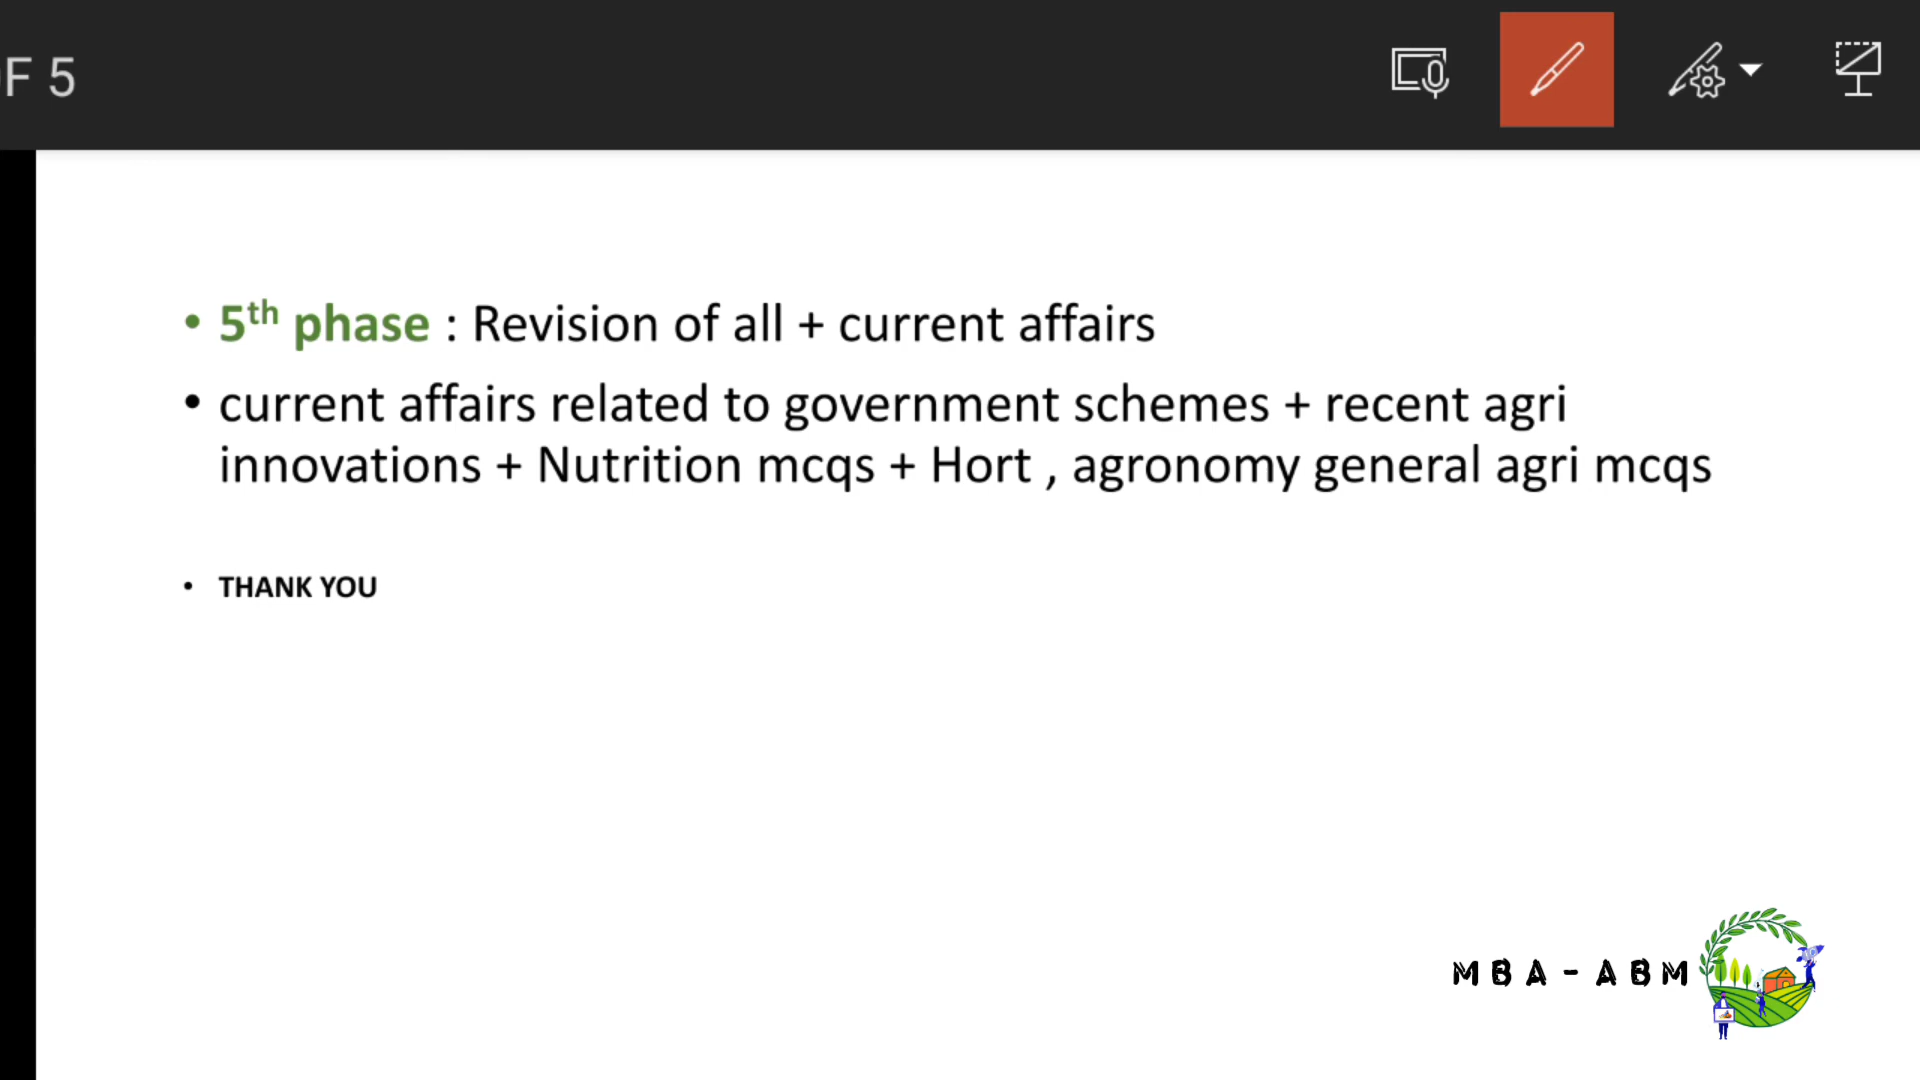 F 5
• 5th phase : Revision of all + current affairs
• current affairs related to government schemes + recent agri
innovations + Nutrition mcqs + Hort , agronomy general agri mcqs
• THANK YOU
MBA-ABM